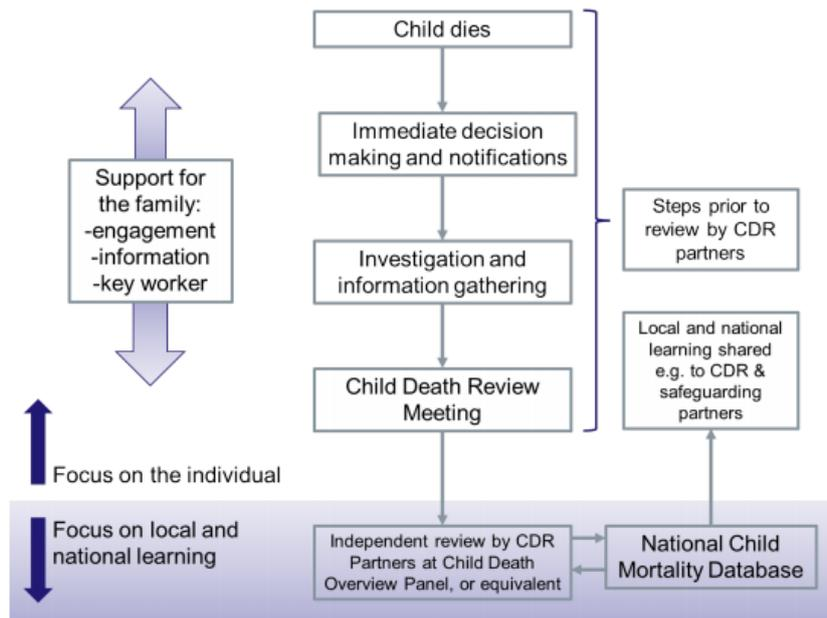 Child dies
Immediate decision
making and notifications
Support for
the family:
-engagement
-information
-key worker
Steps prior to
review by CDR
partners
Investigation and
information gathering
Local and national
learning shared
e.g. to CDR &
safeguarding
partners
Child Death Review
Meeting
Focus on the individual
Focus on local and
national learning
Independent review by CDR
Partners at Child Death
Overview Panel, or equivalent
National Child
Mortality Database